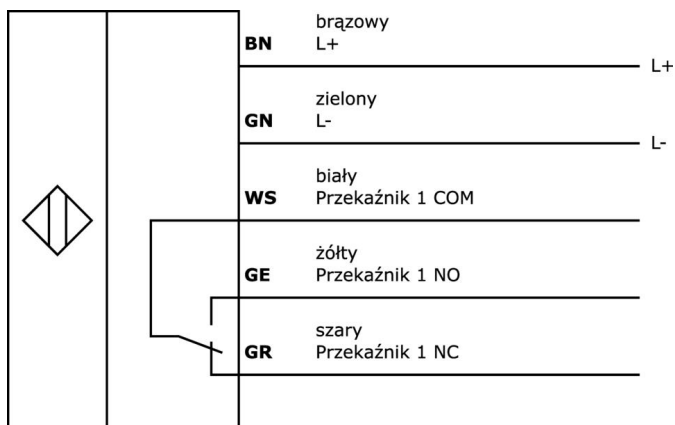 brązowy
BN L+
L+
zielony
GN L-
L-
biały
WS Przekaźnik 1 COM
żółty
GE Przekaźnik 1 NO
szary
GR Przekaźnik 1 NC